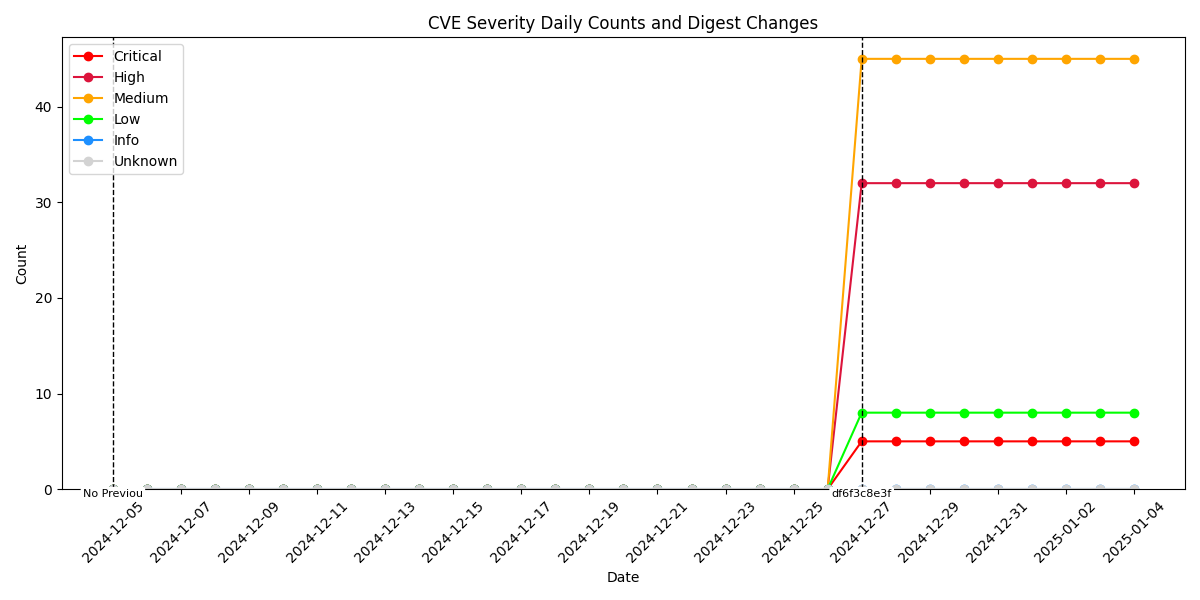 CVE Severity Daily Counts and Digest Changes
Critical
High
Medium
Low
Info
Unknown
Count
40
30
20
10
0
No Previou
df6f3c8e3f
2024-12-05
2024-12-07
2024-12-09
2024-12-11
2024-12-13
2024-12-15
2024-12-17
2024-12-19
2024-12-21
2024-12-23
2024-12-25
2024-12-27
2024-12-29
2024-12-31
2025-01-02
2025-01-04
Date